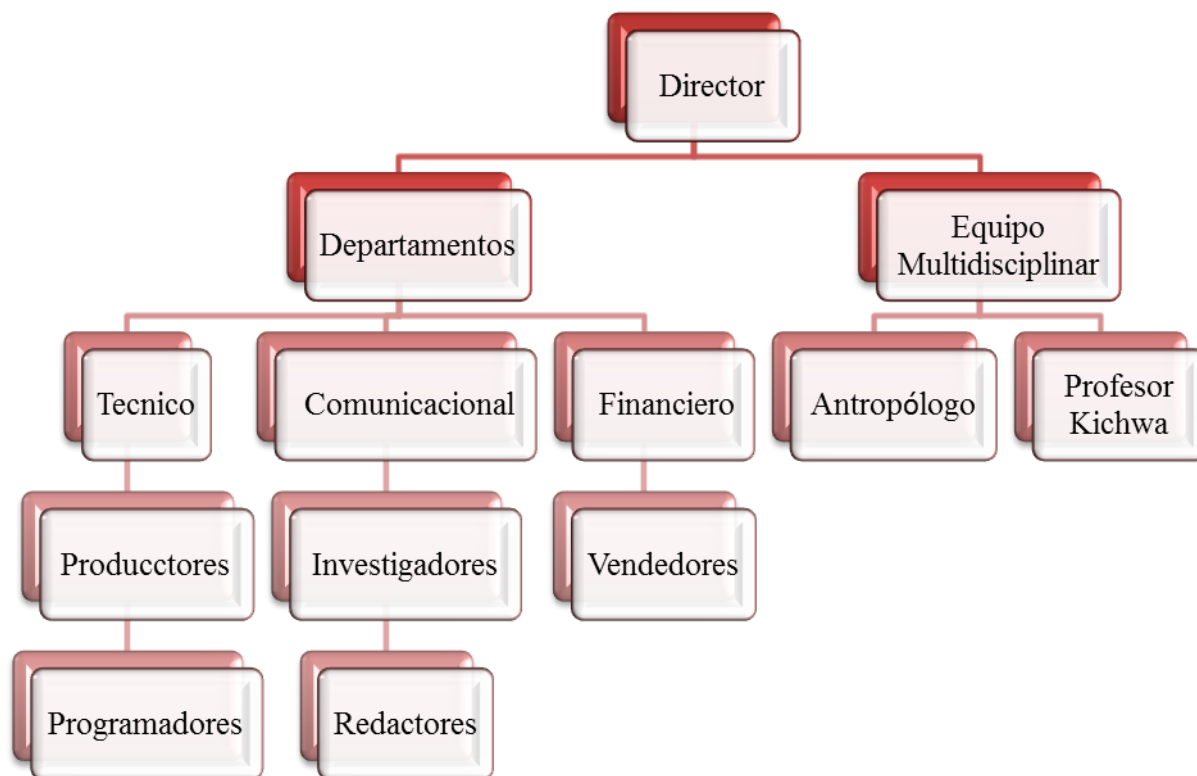 Director
Departamentos
Equipo
Multidisciplinar
Tecnico
Comunicacional
Financiero
Antropólogo
Profesor
Kichwa
Producctores
Investigadores
Vendedores
Programadores
Redactores